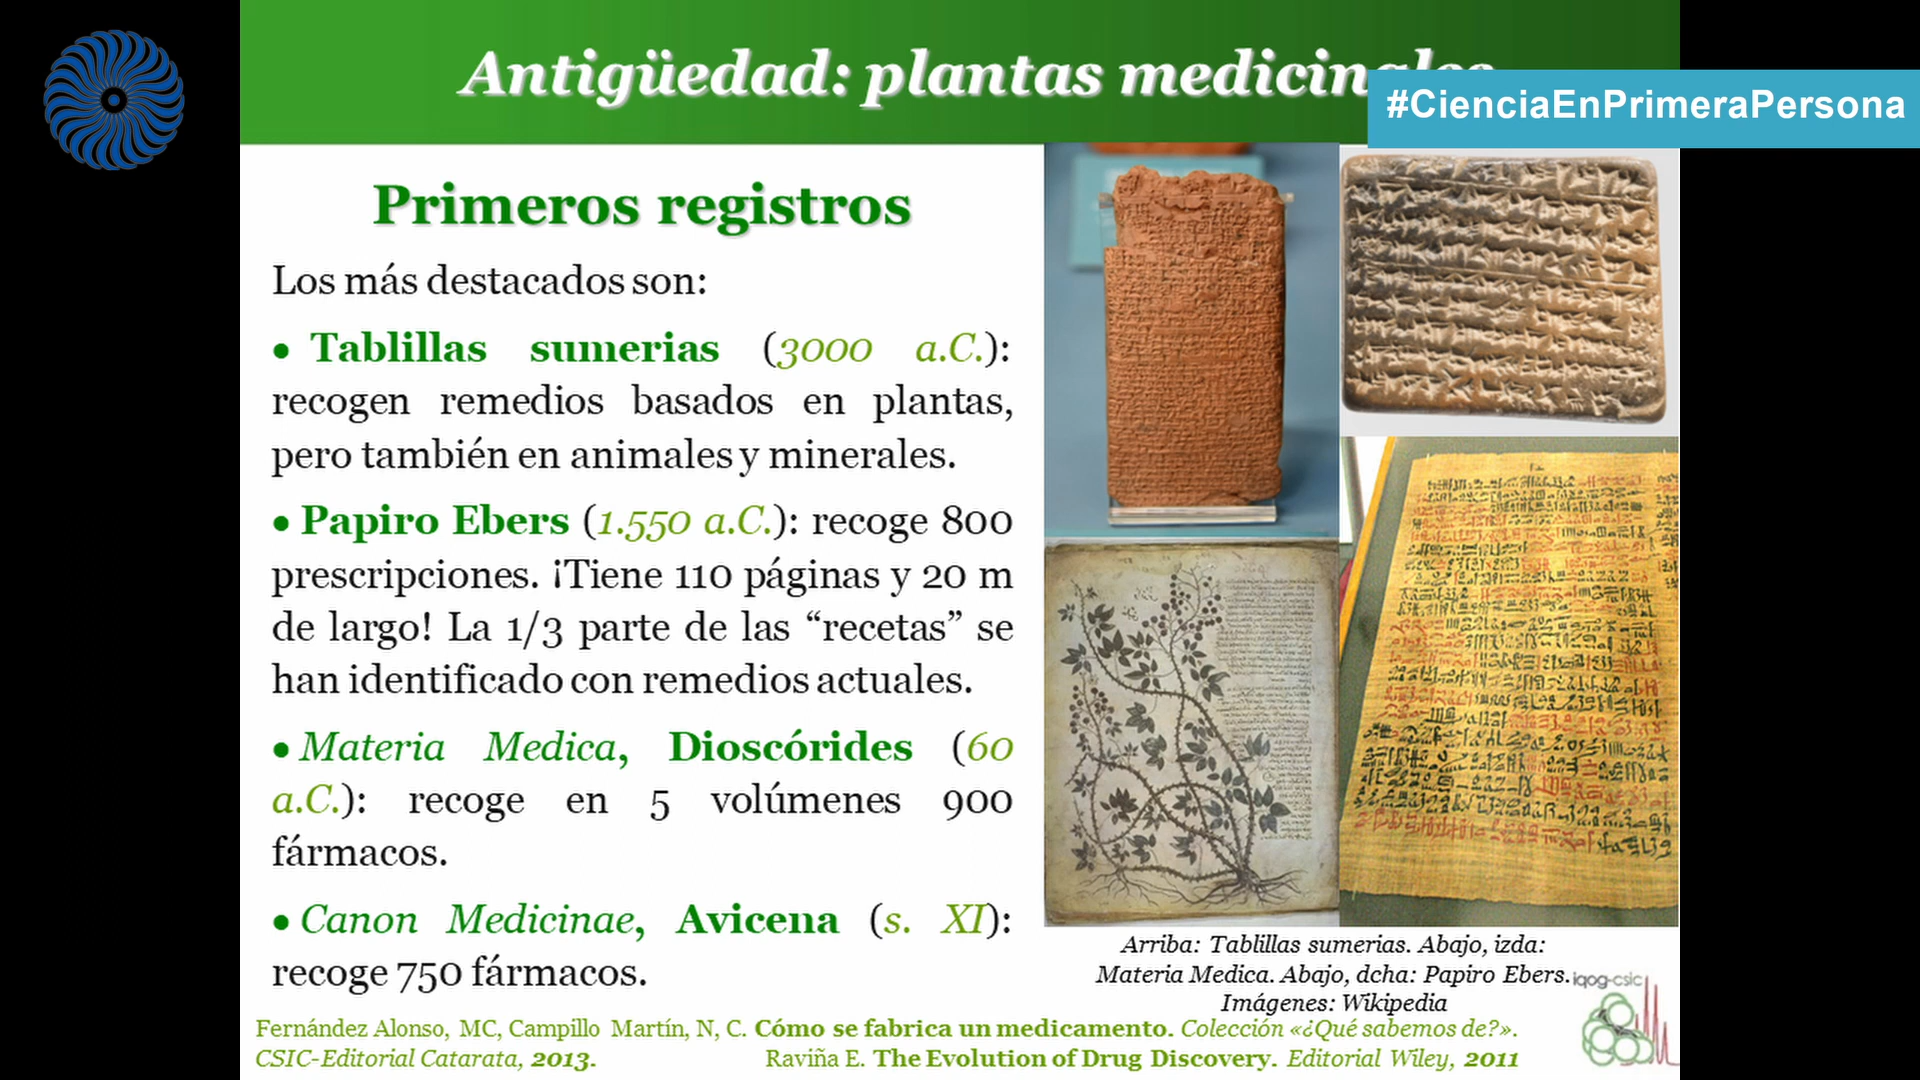 Antigüedad: plantas medicinales
#CienciaEnPrimeraPersona
Primeros registros
Los más destacados son:
• Tablillas sumerias (3000 a.C.):
recogen remedios basados en plantas,
pero también en animales y minerales.
• Papiro Ebers (1.550 a.C.): recoge 800
prescripciones. ¡Tiene 110 páginas y 20 m
de largo! La 1/3 parte de las “recetas” se
han identificado con remedios actuales.
• Materia Medica, Dioscórides (60
a.C.): recoge en 5 volúmenes 900
fármacos.
• Canon Medicinae, Avicena (s. XI):
recoge 750 fármacos.
Arriba: Tablillas sumerias. Abajo, izda:
Materia Medica. Abajo, dcha: Papiro Ebers.
Imágenes: Wikipedia
iqog-csic
Fernández Alonso, MC, Campillo Martín, N, C. Cómo se fabrica un medicamento. Colección «¿Qué sabemos de?».
CSIC-Editorial Catarata, 2013. Raviña E. The Evolution of Drug Discovery. Editorial Wiley, 2011